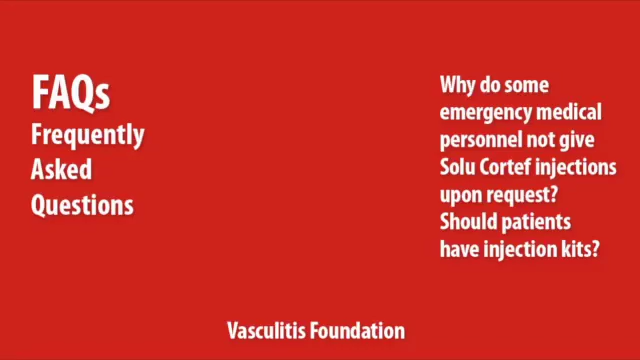 FAQs
Frequently
Asked
Questions
Why do some
emergency medical
personnel not give
Solu Cortef injections
upon request?
Should patients
have injection kits?
Vasculitis Foundation